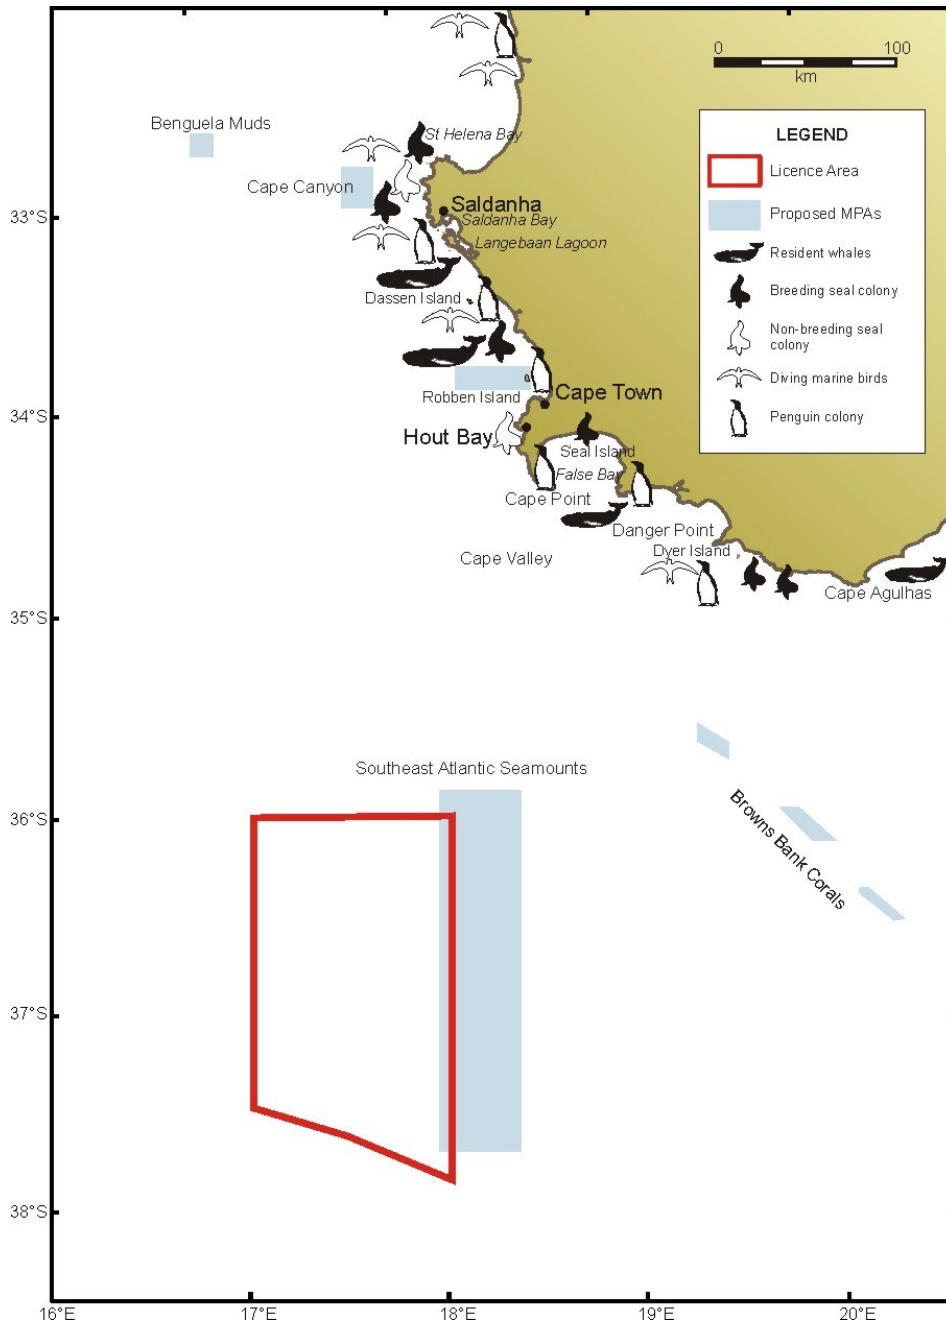 0 100
km
Benguela Muds
St Helena Bay
LEGEND
Licence Area
Cape Canyon
Saldanha
33°S
Proposed MPAs
Saldanha Bay
Langebaan Lagoon
Resident whales
Dassen Island
Breeding seal colony
Non-breeding seal
colony
Diving marine birds
Robben Island
Cape Town
34°S
Penguin colony
Hout Bay
Seal Island
False Bay
Cape Point
Danger Point
Dyer Island
Cape Valley
Cape Agulhas
35°S
Southeast Atlantic Seamounts
36°S
Browns Bank Corals
37°S
38°S
16°E 17°E 18°E 19°E 20°E